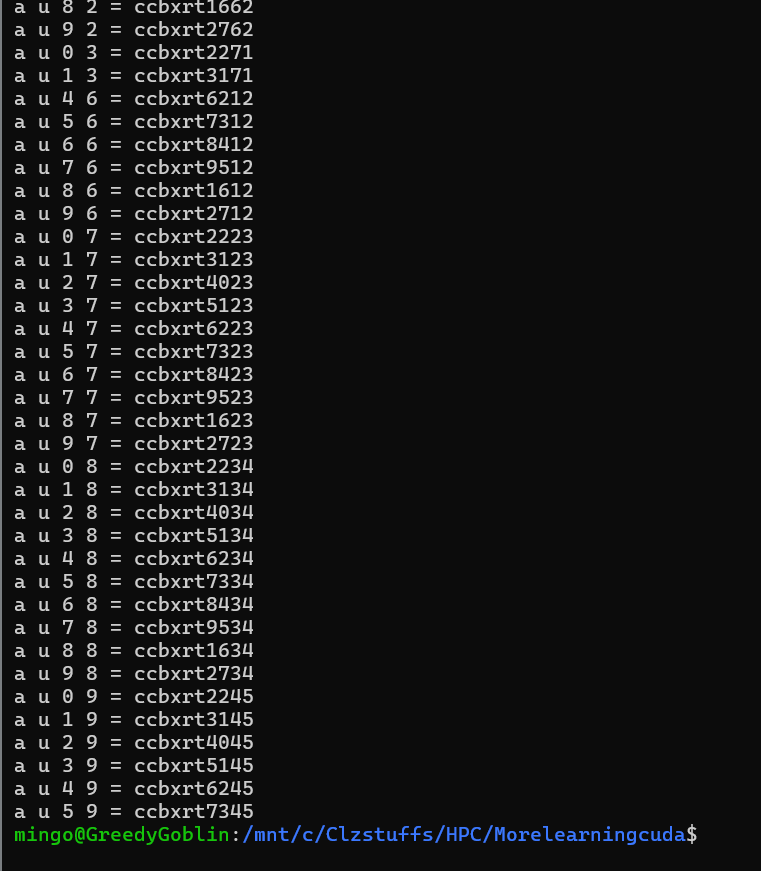 a u 8 2 = ccbxrt1662
a u 9 2 = ccbxrt2762
a u 0 3 = ccbxrt2271
a u 1 3 = ccbxrt3171
a u 4 6 = ccbxrt6212
a u 5 6 = ccbxrt7312
a u 6 6 = ccbxrt8412
a u 7 6 = ccbxrt9512
a u 8 6 = ccbxrt1612
a u 9 6 = ccbxrt2712
a u 0 7 = ccbxrt2223
a u 1 7 = ccbxrt3123
a u 2 7 = ccbxrt4023
a u 3 7 = ccbxrt5123
a u 4 7 = ccbxrt6223
a u 5 7 = ccbxrt7323
a u 6 7 = ccbxrt8423
a u 7 7 = ccbxrt9523
a u 8 7 = ccbxrt1623
a u 9 7 = ccbxrt2723
a u 0 8 = ccbxrt2234
a u 1 8 = ccbxrt3134
a u 2 8 = ccbxrt4034
a u 3 8 = ccbxrt5134
a u 4 8 = ccbxrt6234
a u 5 8 = ccbxrt7334
a u 6 8 = ccbxrt8434
a u 7 8 = ccbxrt9534
a u 8 8 = ccbxrt1634
a u 9 8 = ccbxrt2734
a u 0 9 = ccbxrt2245
a u 1 9 = ccbxrt3145
a u 2 9 = ccbxrt4045
a u 3 9 = ccbxrt5145
a u 4 9 = ccbxrt6245
a u 5 9 = ccbxrt7345
mingo@GreedyGoblin:/mnt/c/Clzstuffs/HPC/Morelearningcuda$